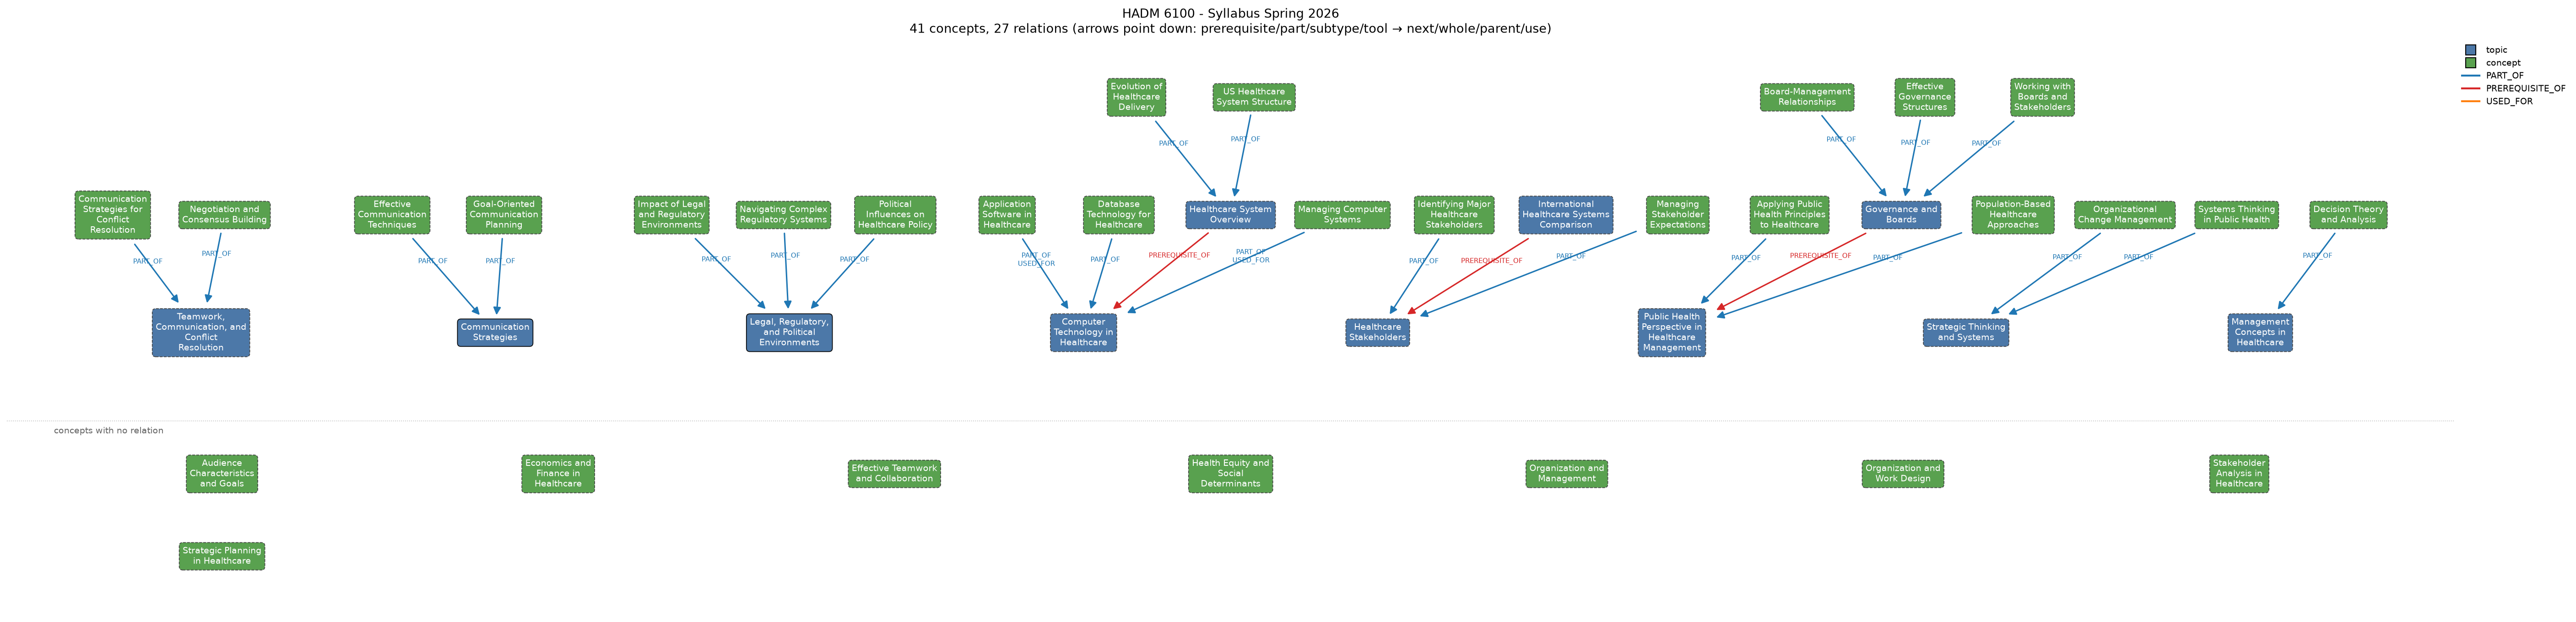 HADM 6100 - Syllabus Spring 2026
41 concepts, 27 relations (arrows point down: prerequisite/part/subtype/tool → next/whole/parent/use)
topic
concept
PART_OF
PREREQUISITE_OF
USED_FOR
Evolution of
Healthcare
Delivery
US Healthcare
System Structure
Board-Management
Relationships
Effective
Governance
Structures
Working with
Boards and
Stakeholders
PART_OF
PART_OF
PART_OF
PART_OF
PART_OF
Communication
Strategies for
Conflict
Resolution
Negotiation and
Consensus Building
Effective
Communication
Techniques
Goal-Oriented
Communication
Planning
Impact of Legal
and Regulatory
Environments
Navigating Complex
Regulatory Systems
Political
Influences on
Healthcare Policy
Application
Software in
Healthcare
Database
Technology for
Healthcare
Healthcare System
Overview
Managing Computer
Systems
Identifying Major
Healthcare
Stakeholders
International
Healthcare Systems
Comparison
Managing
Stakeholder
Expectations
Applying Public
Health Principles
to Healthcare
Governance and
Boards
Population-Based
Healthcare
Approaches
Organizational
Change Management
Systems Thinking
in Public Health
Decision Theory
and Analysis
PART_OF
PART_OF
PART_OF
PART_OF
PART_OF
PART_OF
PART_OF
PART_OF
USED_FOR
PART_OF
PREREQUISITE_OF
PART_OF
USED_FOR
PART_OF
PREREQUISITE_OF
PART_OF
PART_OF
PREREQUISITE_OF
PART_OF
PART_OF
PART_OF
PART_OF
Teamwork,
Communication, and
Conflict
Resolution
Communication
Strategies
Legal, Regulatory,
and Political
Environments
Computer
Technology in
Healthcare
Healthcare
Stakeholders
Public Health
Perspective in
Healthcare
Management
Strategic Thinking
and Systems
Management
Concepts in
Healthcare
concepts with no relation
Audience
Characteristics
and Goals
Economics and
Finance in
Healthcare
Effective Teamwork
and Collaboration
Health Equity and
Social
Determinants
Organization and
Management
Organization and
Work Design
Stakeholder
Analysis in
Healthcare
Strategic Planning
in Healthcare